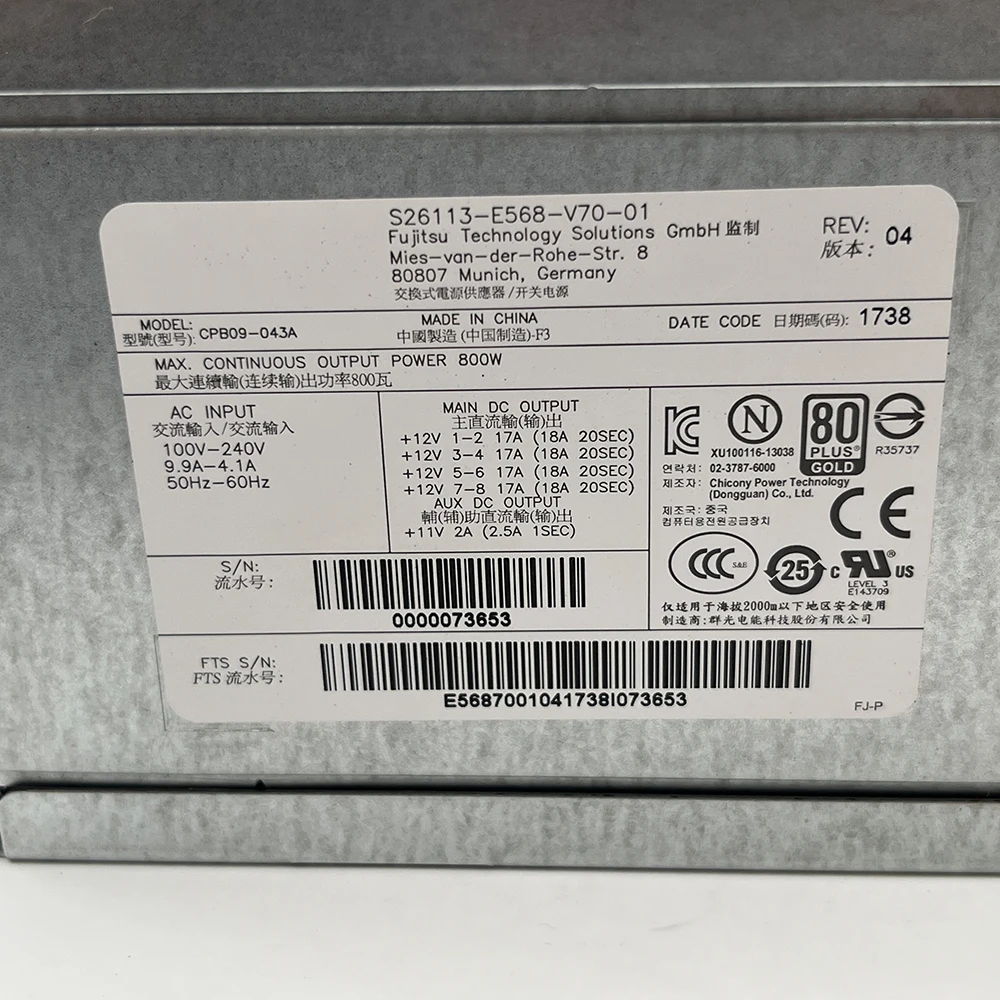 S26113-E568-V70-01
Fujitsu Technology Solutions GmbH 监制
Mies-van-der-Rohe-Str. 8
80807 Munich, Germany
交換式電源供應器/开关电源
REV:
版本: 04
MODEL:
型號(型号): CPB09-043A
MADE IN CHINA
中國製造(中国制造)-F3
DATE CODE 日期碼(码): 1738
MAX. CONTINUOUS OUTPUT POWER 800W
最大連續輸(连续输)出功率800瓦
AC INPUT
交流輸入/交流输入
100V-240V
9.9A-4.1A
50Hz-60Hz
MAIN DC OUTPUT
主直流輸(输)出
+12V 1-2 17A (18A 20SEC)
+12V 3-4 17A (18A 20SEC)
+12V 5-6 17A (18A 20SEC)
+12V 7-8 17A (18A 20SEC)
AUX DC OUTPUT
輔(辅)助直流輸(输)出
+11V 2A (2.5A 1SEC)
N
XU100116-13038
80
PLUS®
GOLD
R35737
연락처: 02-3787-6000
제조자: Chicony Power Technology
(Dongguan) Co., Ltd.
제조국: 중국
컴퓨터용전원공급장치
CE
CCC S&E
25
c UR ® US
LEVEL 3
E143709
仅适用于海拔2000m以下地区安全使用
制造商:群光电能科技股份有限公司
S/N:
流水号:
0000073653
FTS S/N:
FTS 流水号:
E5687001041738I073653
FJ-P